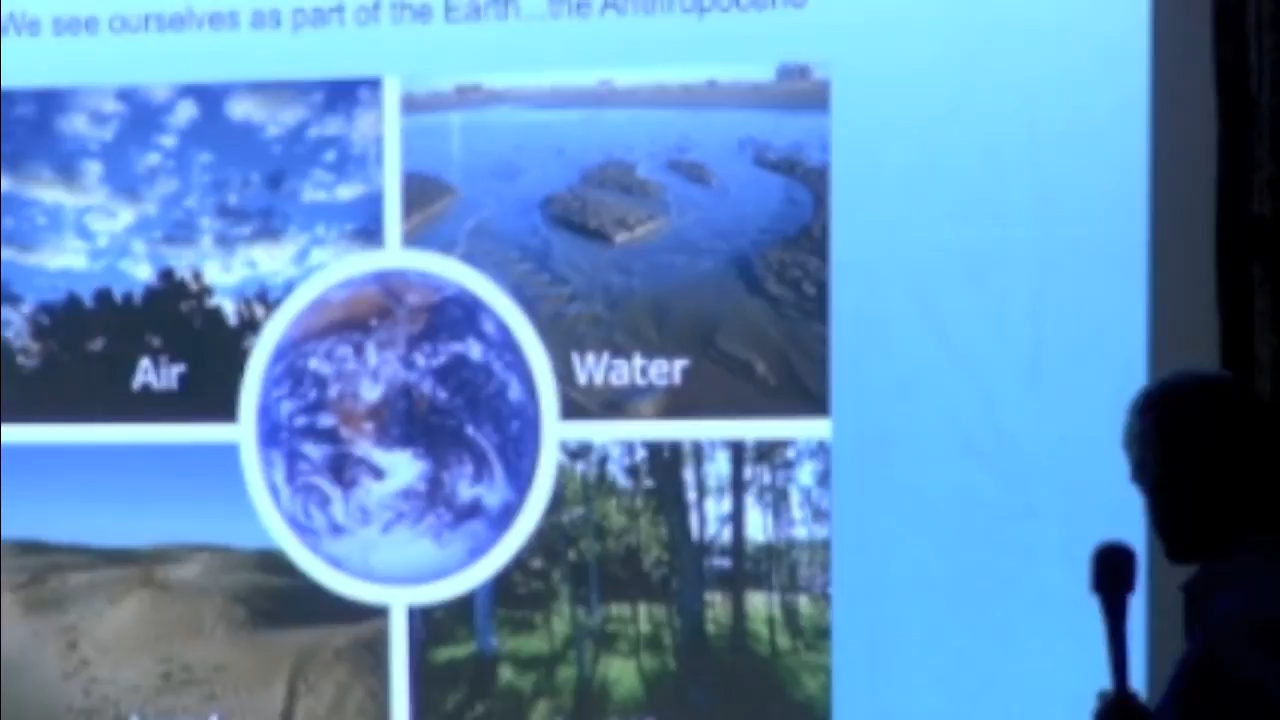 We see ourselves as part of the Earth...the Anthropocene
Air
Water